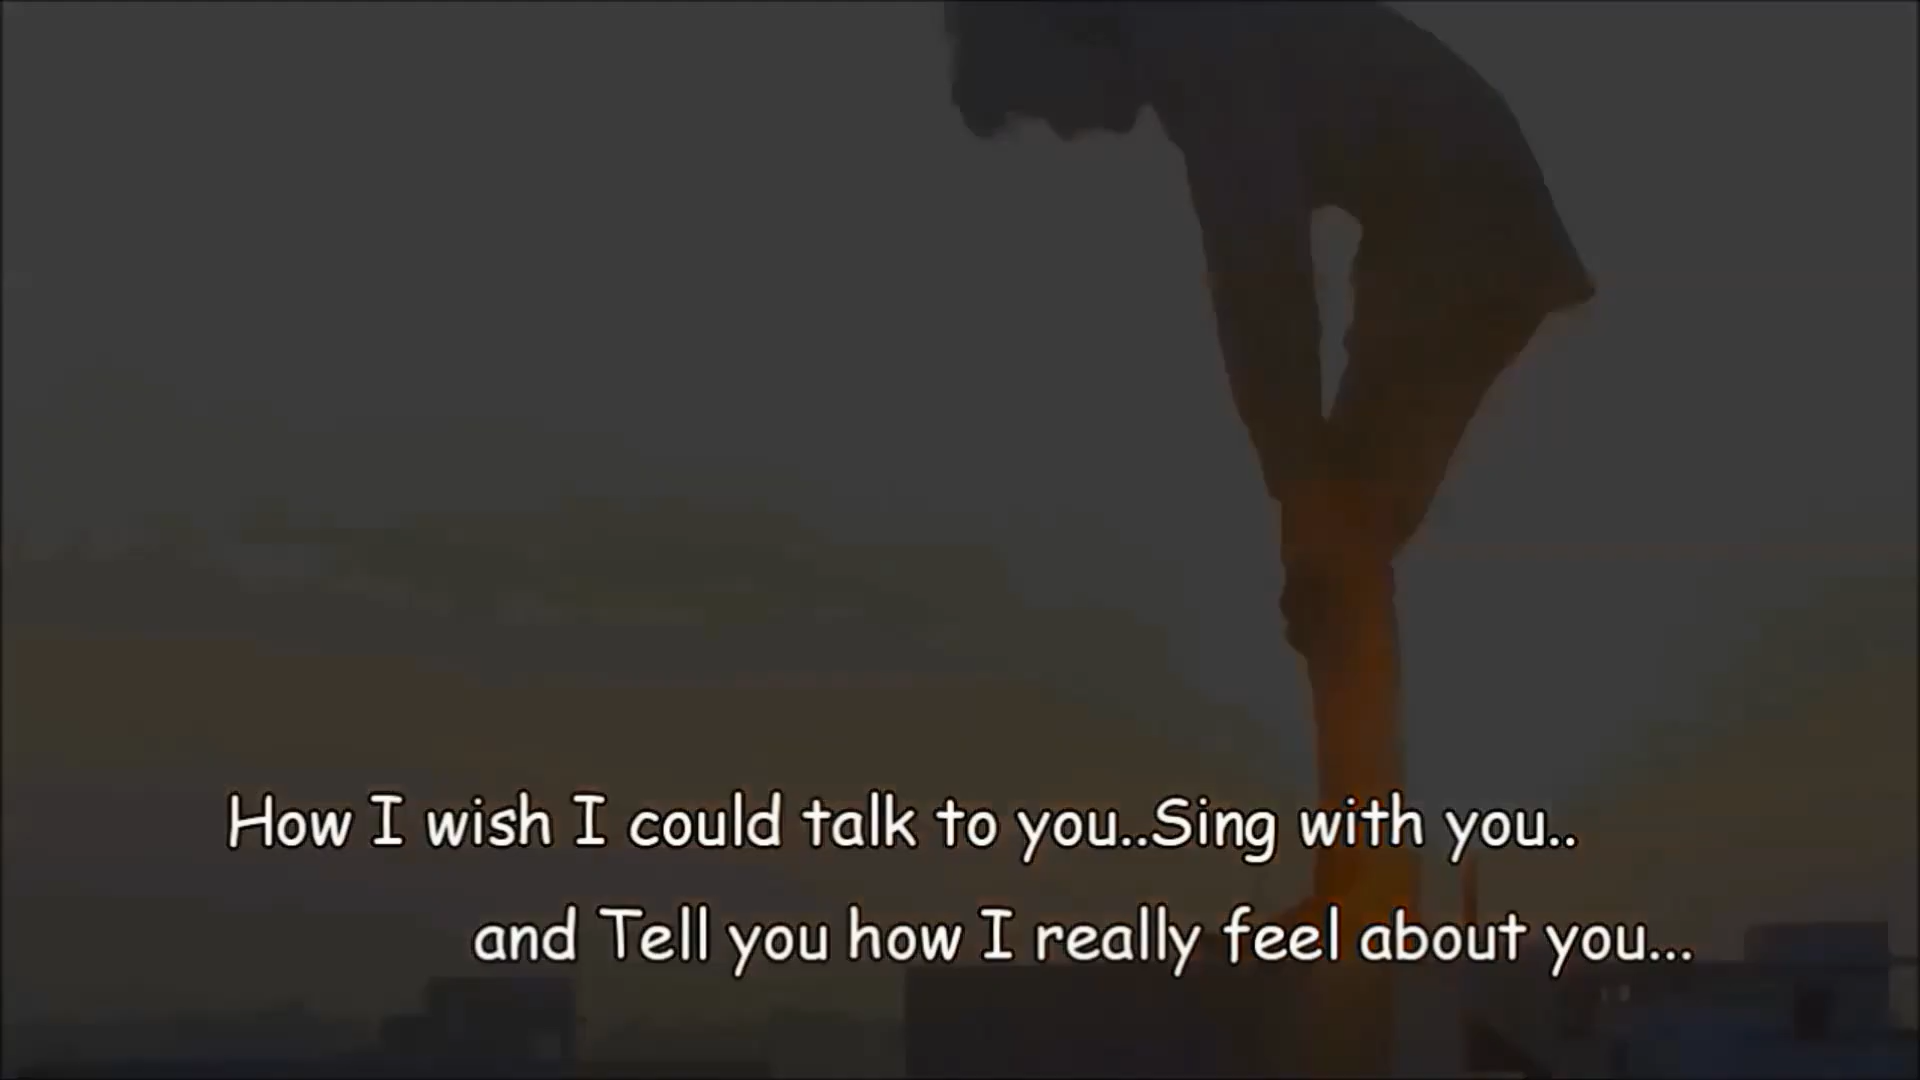 How I wish I could talk to you..Sing with you..
and Tell you how I really feel about you...